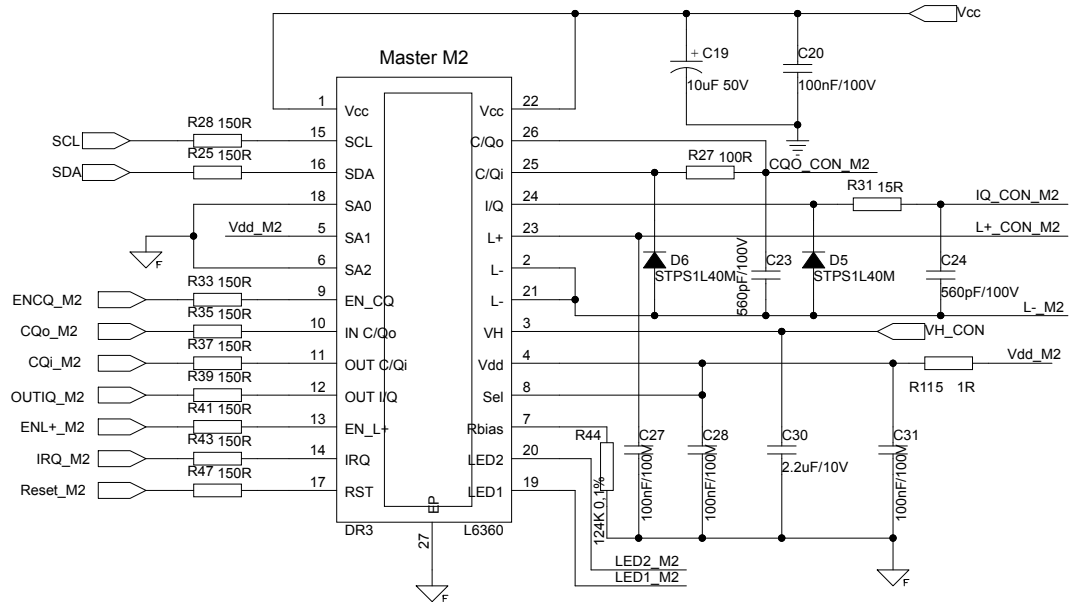 Vcc
Master M2
+ C19
10uF 50V
C20
100nF/100V
1 Vcc
Vcc 22
SCL R28 150R 15 SCL
C/Qo 26
SDA R25 150R 16 SDA
C/Qi 25 R27 100R CQO_CON_M2
18 SA0
I/Q 24 R31 15R IQ_CON_M2
Vdd_M2 5 SA1
L+ 23 L+_CON_M2
6 SA2
L- 2
F
D6
STPS1L40M
C23
560pF/100V
D5
STPS1L40M
C24
560pF/100V
ENCQ_M2 R33 150R 9 EN_CQ
L- 21 L-_M2
CQo_M2 R35 150R 10 IN C/Qo
VH 3 VH_CON
CQi_M2 R37 150R 11 OUT C/Qi
Vdd 4 R115 1R Vdd_M2
OUTIQ_M2 R39 150R 12 OUT I/Q
Sel 8
ENL+_M2 R41 150R 13 EN_L+
Rbias 7
IRQ_M2 R43 150R 14 IRQ
LED2 20
Reset_M2 R47 150R 17 RST
LED1 19
R44
124K 0,1%
C27
100nF/100V
C28
100nF/100V
C30
2.2uF/10V
C31
100nF/100V
EP
DR3
L6360
27
F
LED2_M2
LED1_M2
F